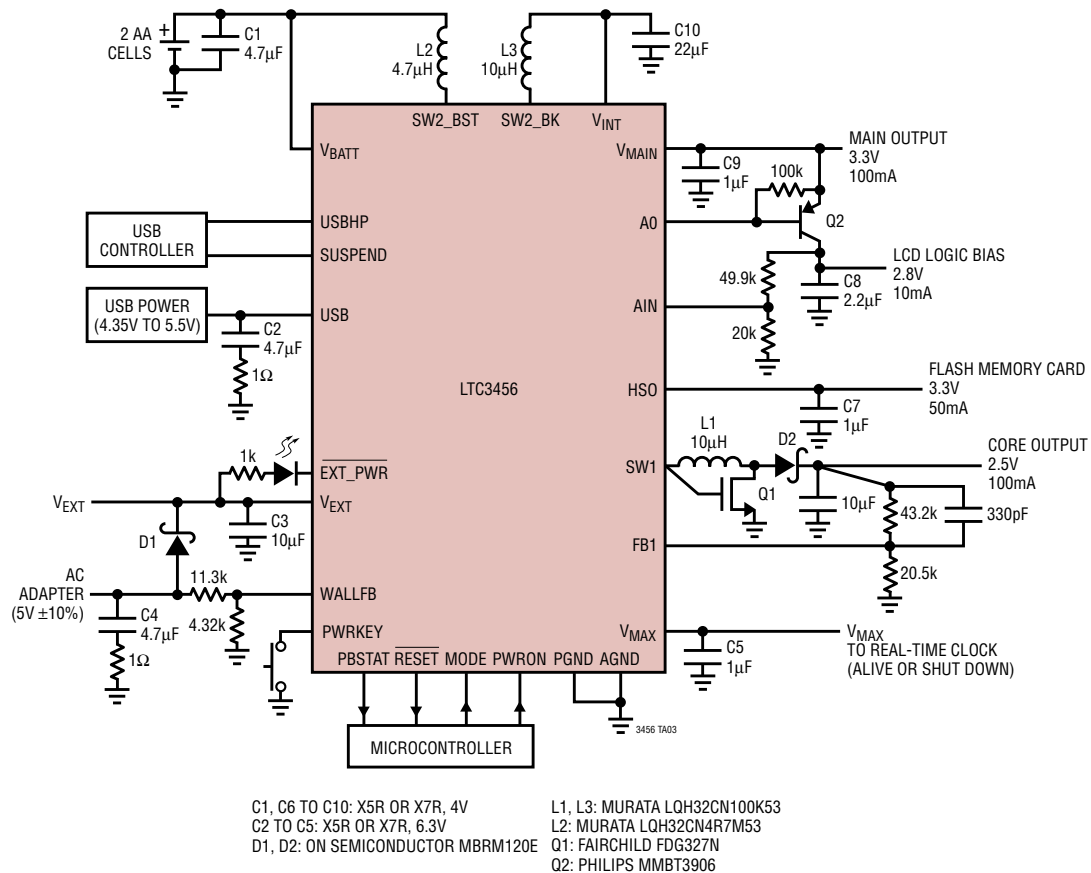 2 AA
CELLS
+
C1
4.7µF
L2
4.7µH
L3
10µH
C10
22µF
SW2_BST
SW2_BK
VINT
VBATT
VMAIN
MAIN OUTPUT
3.3V
100mA
C9
1µF
100k
USB
CONTROLLER
USBHP
SUSPEND
A0
Q2
LCD LOGIC BIAS
2.8V
10mA
49.9k
C8
2.2µF
USB POWER
(4.35V TO 5.5V)
USB
AIN
20k
C2
4.7µF
1Ω
LTC3456
HSO
FLASH MEMORY CARD
3.3V
50mA
C7
1µF
L1
10µH
D2
1k
EXT_PWR
SW1
CORE OUTPUT
2.5V
100mA
Q1
10µF
43.2k
330pF
VEXT
VEXT
C3
10µF
D1
FB1
20.5k
AC
ADAPTER
(5V ±10%)
11.3k
WALLFB
C4
4.7µF
4.32k
1Ω
PWRKEY
VMAX
C5
1µF
VMAX
TO REAL-TIME CLOCK
(ALIVE OR SHUT DOWN)
PBSTAT RESET MODE PWRON PGND AGND
3456 TA03
MICROCONTROLLER
C1, C6 TO C10: X5R OR X7R, 4V
C2 TO C5: X5R OR X7R, 6.3V
D1, D2: ON SEMICONDUCTOR MBRM120E
L1, L3: MURATA LQH32CN100K53
L2: MURATA LQH32CN4R7M53
Q1: FAIRCHILD FDG327N
Q2: PHILIPS MMBT3906